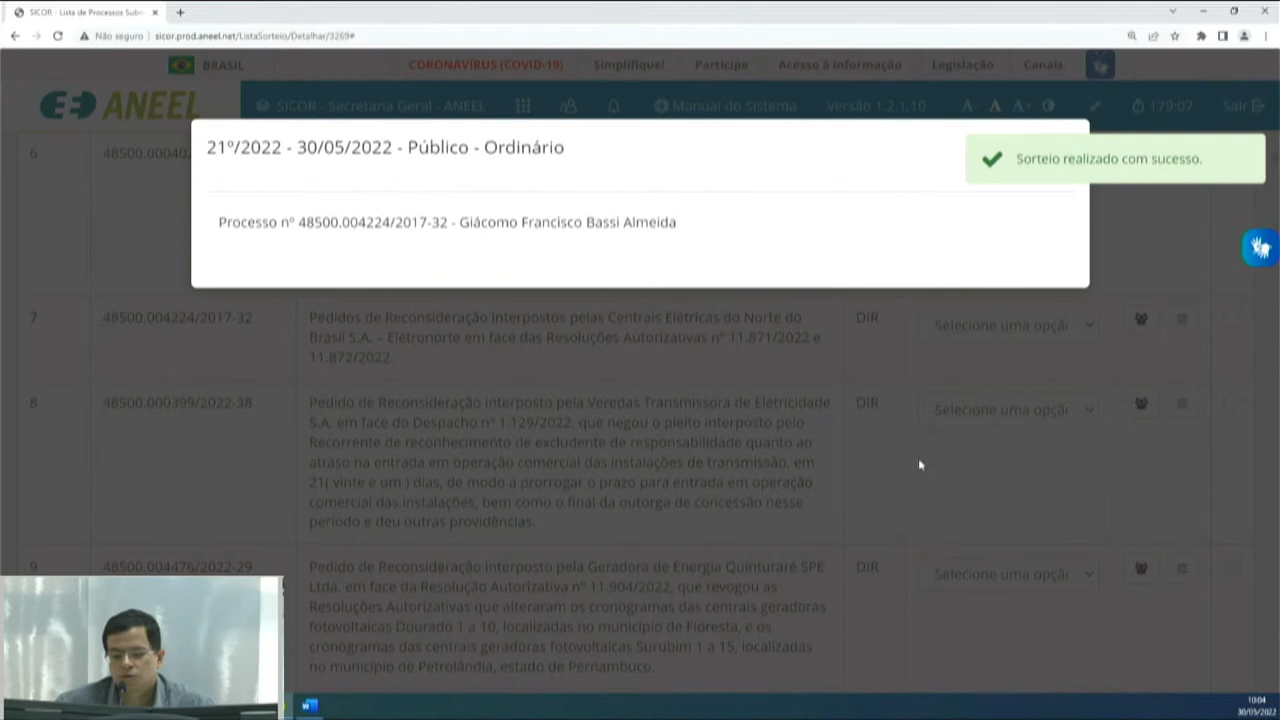 SICOR - Lista de Processos Subm
Não seguro | sicor.prod.aneel.net/ListaSorteio/Detalhar/3269#
BRASIL CORONAVÍRUS (COVID-19) Simplifique! Participe Acesso à informação Legislação Canais
ANEEL SICOR - Secretaria Geral - ANEEL Manual do Sistema Versão 1.2.1.10 A- A A+ 179:07 Sair
21º/2022 - 30/05/2022 - Público - Ordinário
Sorteio realizado com sucesso.
6 48500.00040
Processo nº 48500.004224/2017-32 - Giácomo Francisco Bassi Almeida
7 48500.004224/2017-32 Pedidos de Reconsideração interpostos pelas Centrais Elétricas do Norte do DIR Selecione uma opçã
Brasil S.A. – Eletronorte em face das Resoluções Autorizativas nº 11.871/2022 e
11.872/2022.
8 48500.000399/2022-38 Pedido de Reconsideração interposto pela Veredas Transmissora de Eletricidade DIR Selecione uma opçã
S.A. em face do Despacho nº 1.129/2022, que negou o pleito interposto pelo
Recorrente de reconhecimento de excludente de responsabilidade quanto ao
atraso na entrada em operação comercial das instalações de transmissão, em
21( vinte e um ) dias, de modo a prorrogar o prazo para entrada em operação
comercial das instalações, bem como o final da outorga de concessão nesse
período e deu outras providências.
9 48500.004476/2022-29 Pedido de Reconsideração interposto pela Geradora de Energia Quinturaré SPE DIR Selecione uma opçã
Ltda. em face da Resolução Autorizativa nº 11.904/2022, que revogou as
Resoluções Autorizativas que alteraram os cronogramas das centrais geradoras
fotovoltaicas Dourado 1 a 10, localizadas no município de Floresta, e os
cronogramas das centrais geradoras fotovoltaicas Surubim 1 a 15, localizadas
no município de Petrolândia, estado de Pernambuco.
10:04
30/05/2022